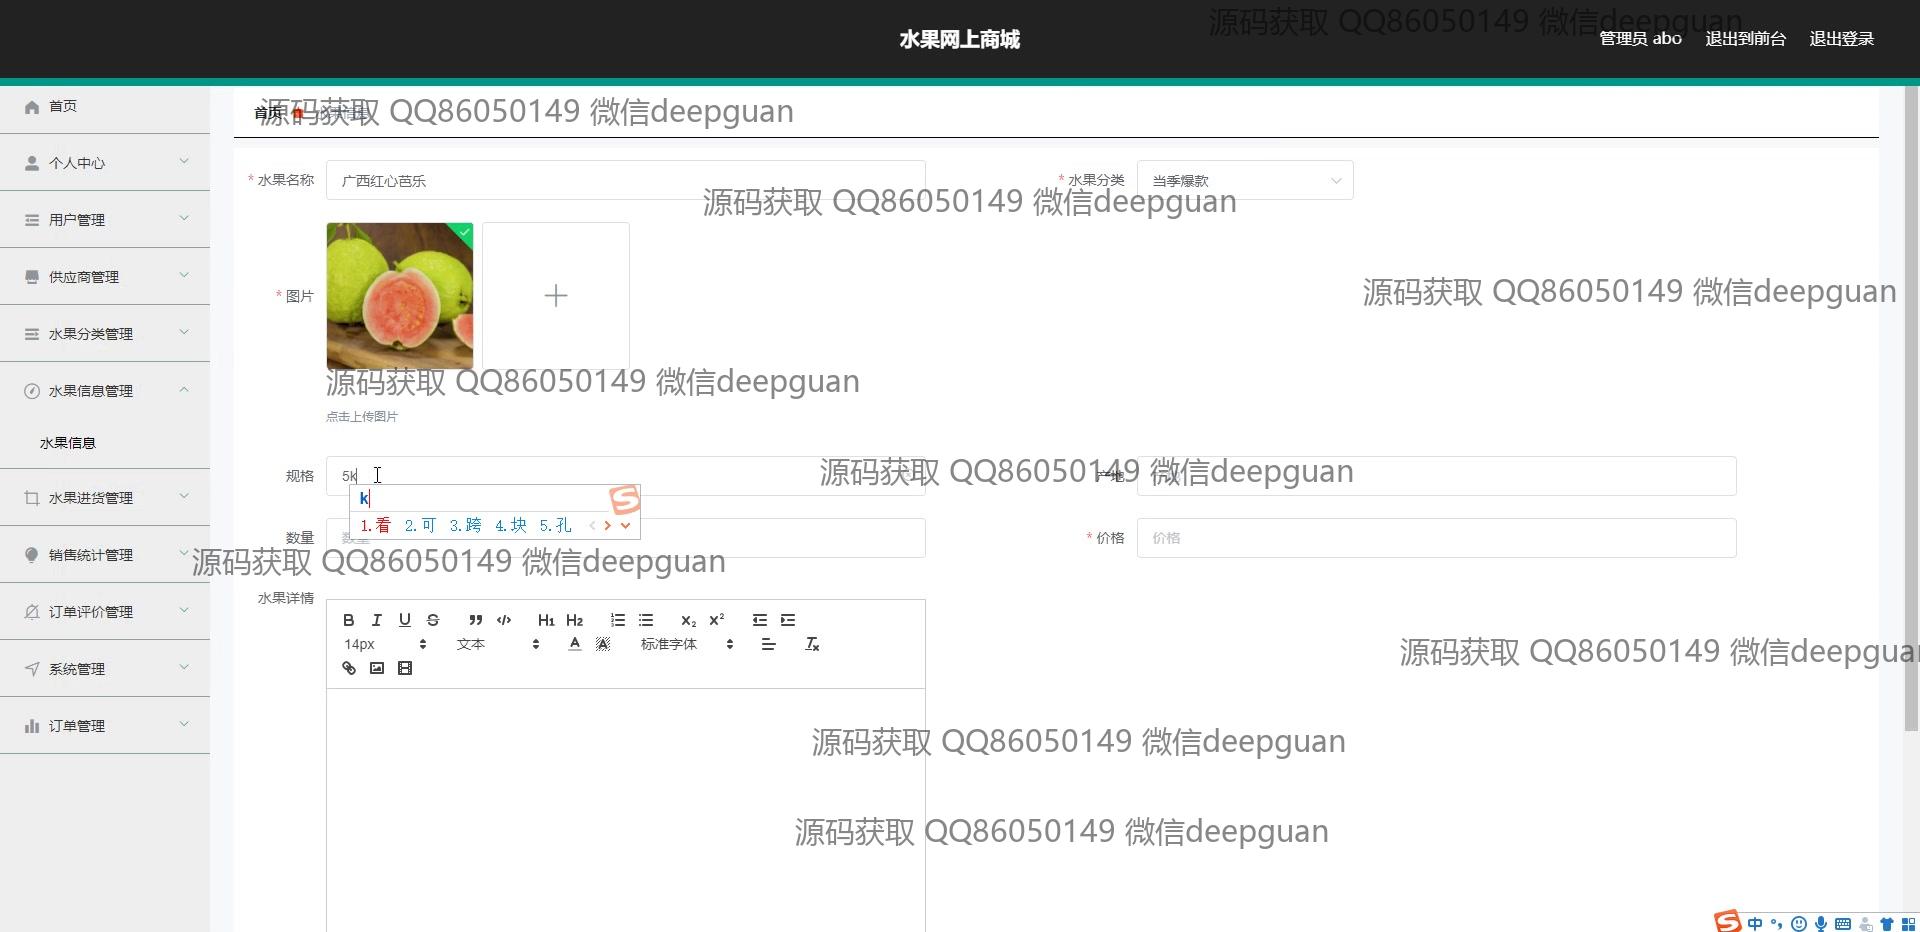 水果网上商城
管理员 abo 退出到前台 退出登录
源码获取 QQ86050149 微信deepguan
首页
个人中心
用户管理
供应商管理
水果分类管理
水果信息管理
水果信息
水果进货管理
销售统计管理
订单评价管理
系统管理
订单管理
首页 水果信息
源码获取 QQ86050149 微信deepguan
* 水果名称 广西红心芭乐 * 水果分类 当季爆款
源码获取 QQ86050149 微信deepguan
* 图片
源码获取 QQ86050149 微信deepguan
源码获取 QQ86050149 微信deepguan
点击上传图片
规格 5k 产地
源码获取 QQ86050149 微信deepguan
k
1.看 2.可 3.跨 4.块 5.孔
数量 数量 * 价格 价格
源码获取 QQ86050149 微信deepguan
水果详情
B I U S H1 H2 X2 X2
14px 文本 A A 标准字体 Tx
源码获取 QQ86050149 微信deepgua
源码获取 QQ86050149 微信deepguan
源码获取 QQ86050149 微信deepguan
中